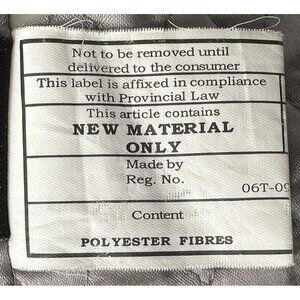 Not to be removed until
delivered to the consumer
This label is affixed in compliance
with Provincial Law
This article contains
NEW MATERIAL
ONLY
Made by
Reg. No.
06T-09
Content
POLYESTER FIBRES